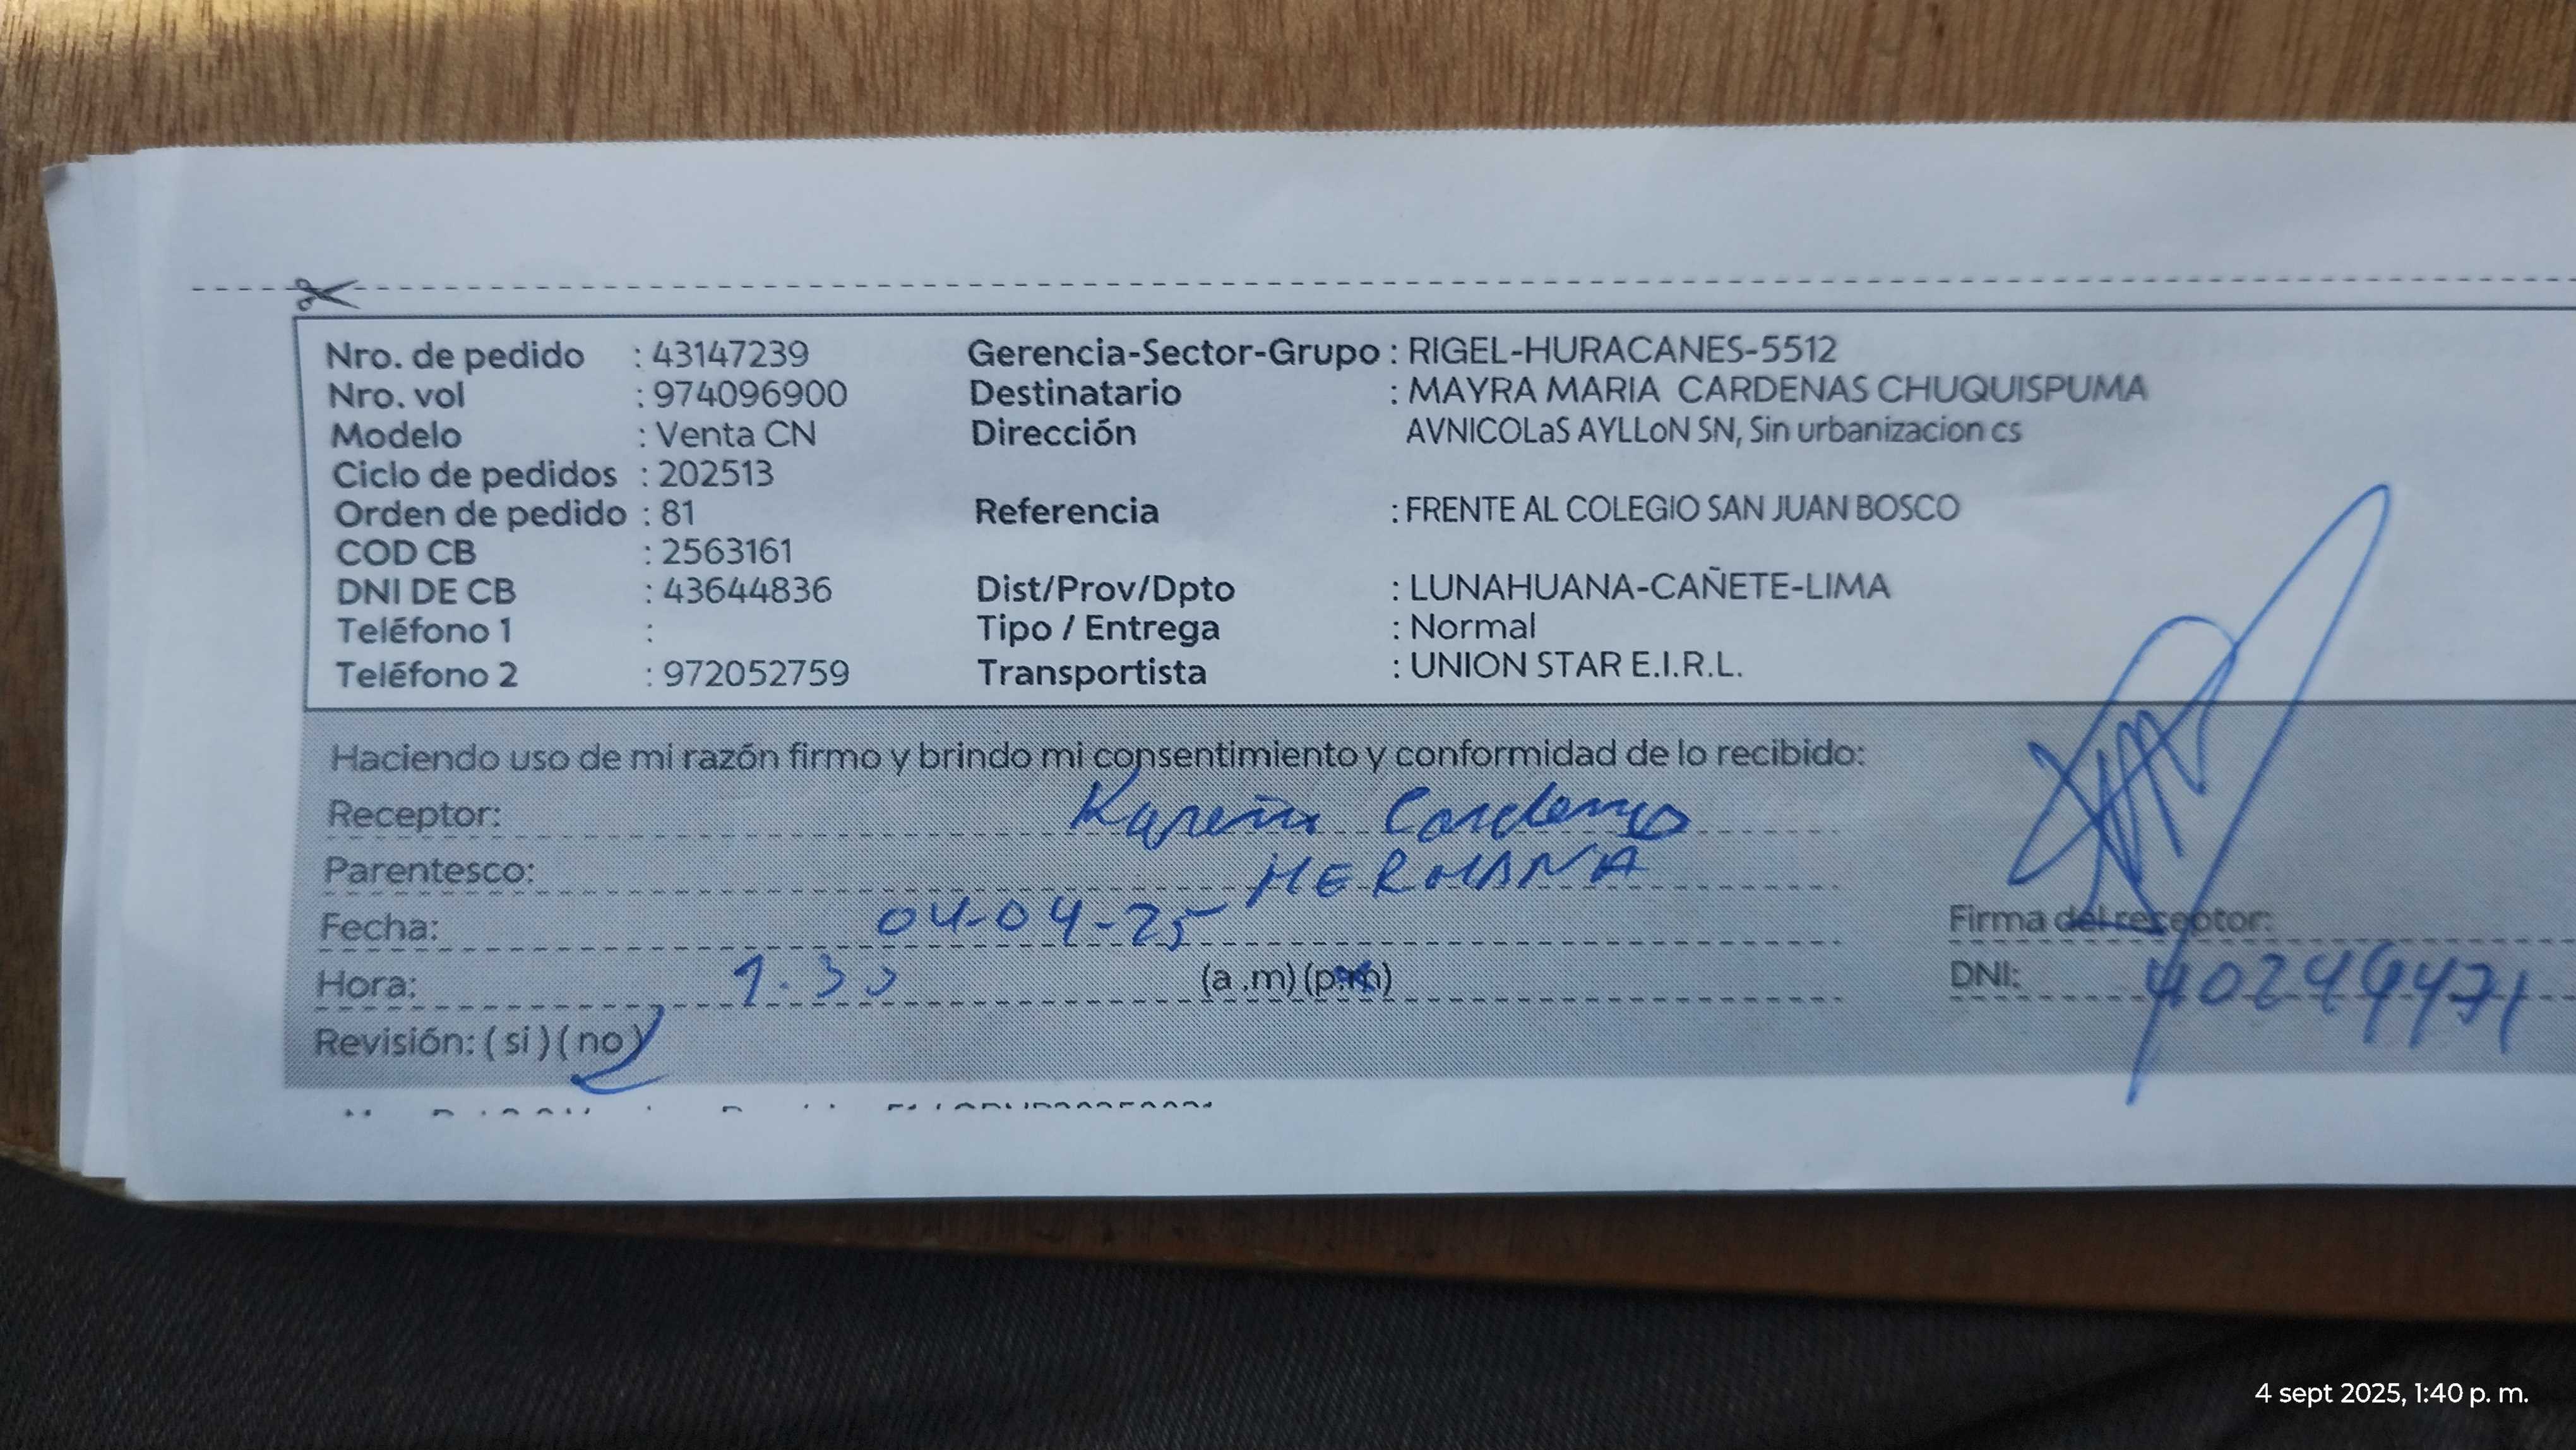 Nro. de pedido : 43147239 Gerencia-Sector-Grupo : RIGEL-HURACANES-5512
Nro. vol : 974096900 Destinatario : MAYRA MARIA CARDENAS CHUQUISPUMA
Modelo : Venta CN Dirección AVNICOLaS AYLLoN SN, Sin urbanizacion cs
Ciclo de pedidos : 202513
Orden de pedido : 81 Referencia : FRENTE AL COLEGIO SAN JUAN BOSCO
COD CB : 2563161
DNI DE CB : 43644836 Dist/Prov/Dpto : LUNAHUANA-CAÑETE-LIMA
Teléfono 1 : Tipo / Entrega : Normal
Teléfono 2 : 972052759 Transportista : UNION STAR E.I.R.L.
Haciendo uso de mi razón firmo y brindo mi consentimiento y conformidad de lo recibido:
Receptor: Cardenas
Parentesco: HERMANA
Fecha: 04-04-25 Firma del receptor:
Hora: 1.30 (a.m) (p.m) DNI: 40249471
Revisión: ( si ) ( no )
4 sept 2025, 1:40 p. m.